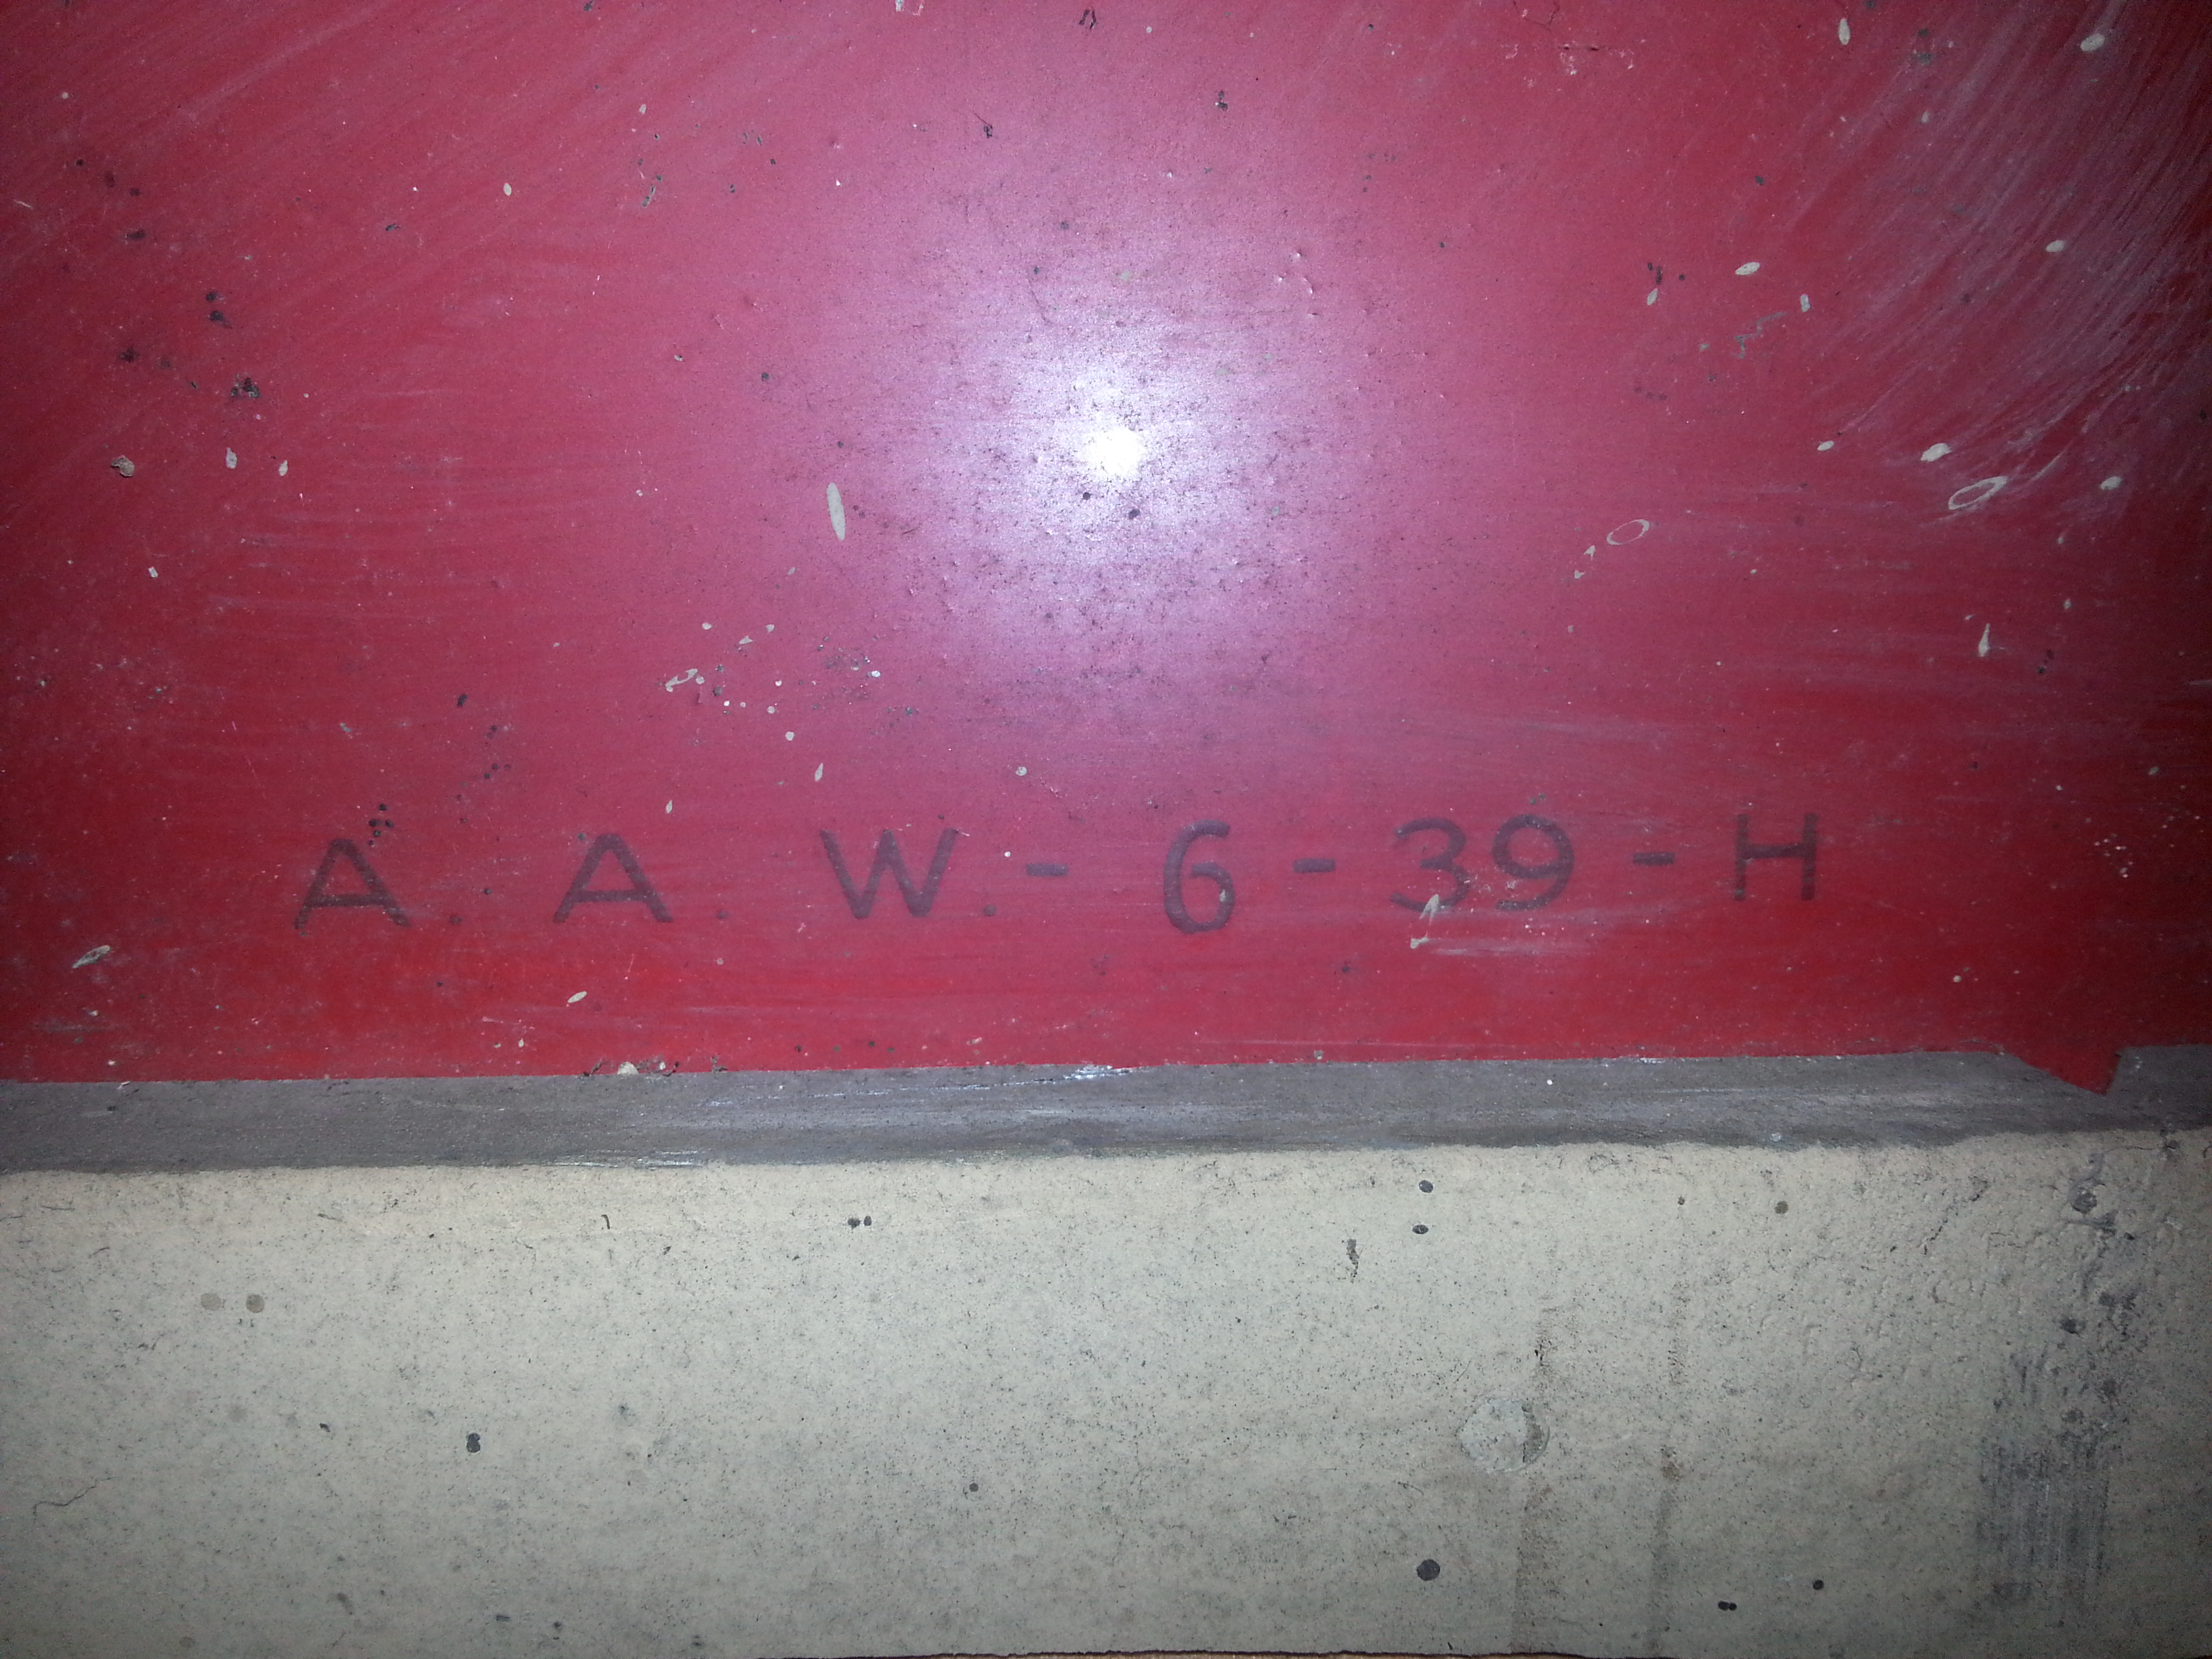 A. A. W. - 6 - 39 - H